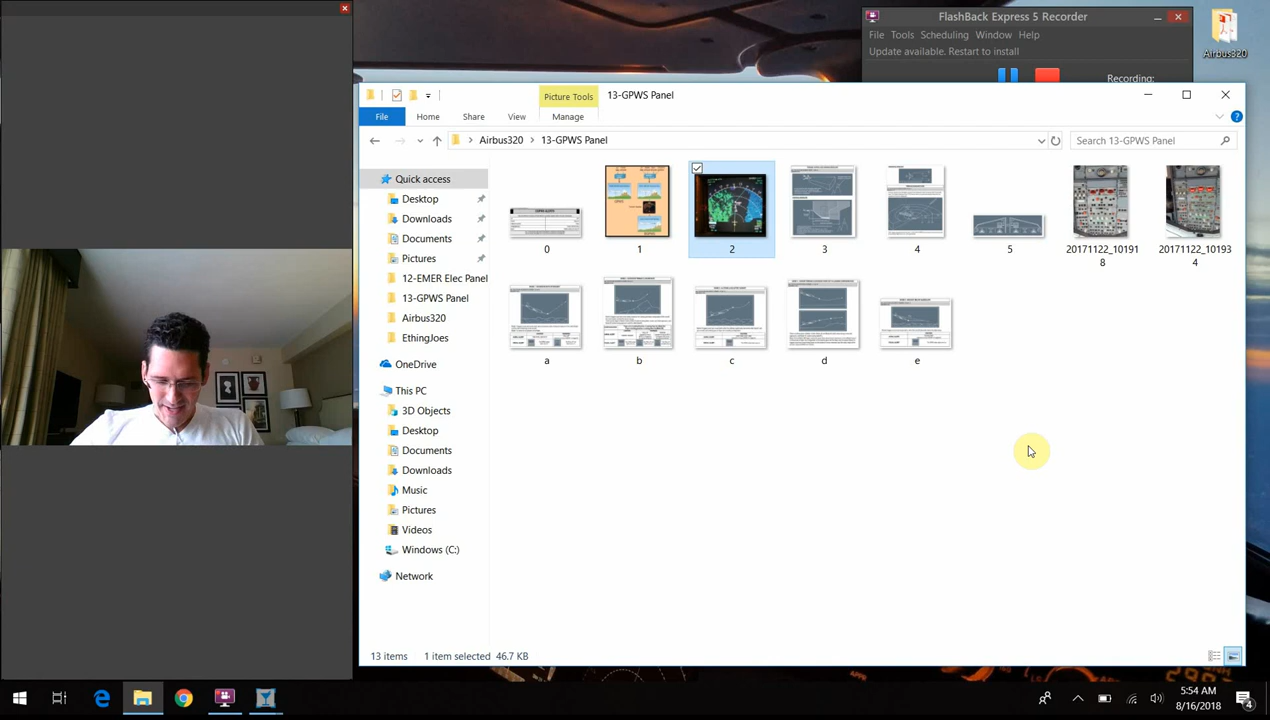 FlashBack Express 5 Recorder
File Tools Scheduling Window Help
Update available. Restart to install
Recording:
Airbus320
Picture Tools
13-GPWS Panel
File Home Share View Manage
Airbus320 13-GPWS Panel
Search 13-GPWS Panel
Quick access
Desktop
Downloads
Documents
Pictures
12-EMER Elec Panel
13-GPWS Panel
Airbus320
EthingJoes
OneDrive
This PC
3D Objects
Desktop
Documents
Downloads
Music
Pictures
Videos
Windows (C:)
Network
0 1 2 3 4 5 20171122_101918 20171122_101934
a b c d e
13 items 1 item selected 46.7 KB
5:54 AM
8/16/2018
4